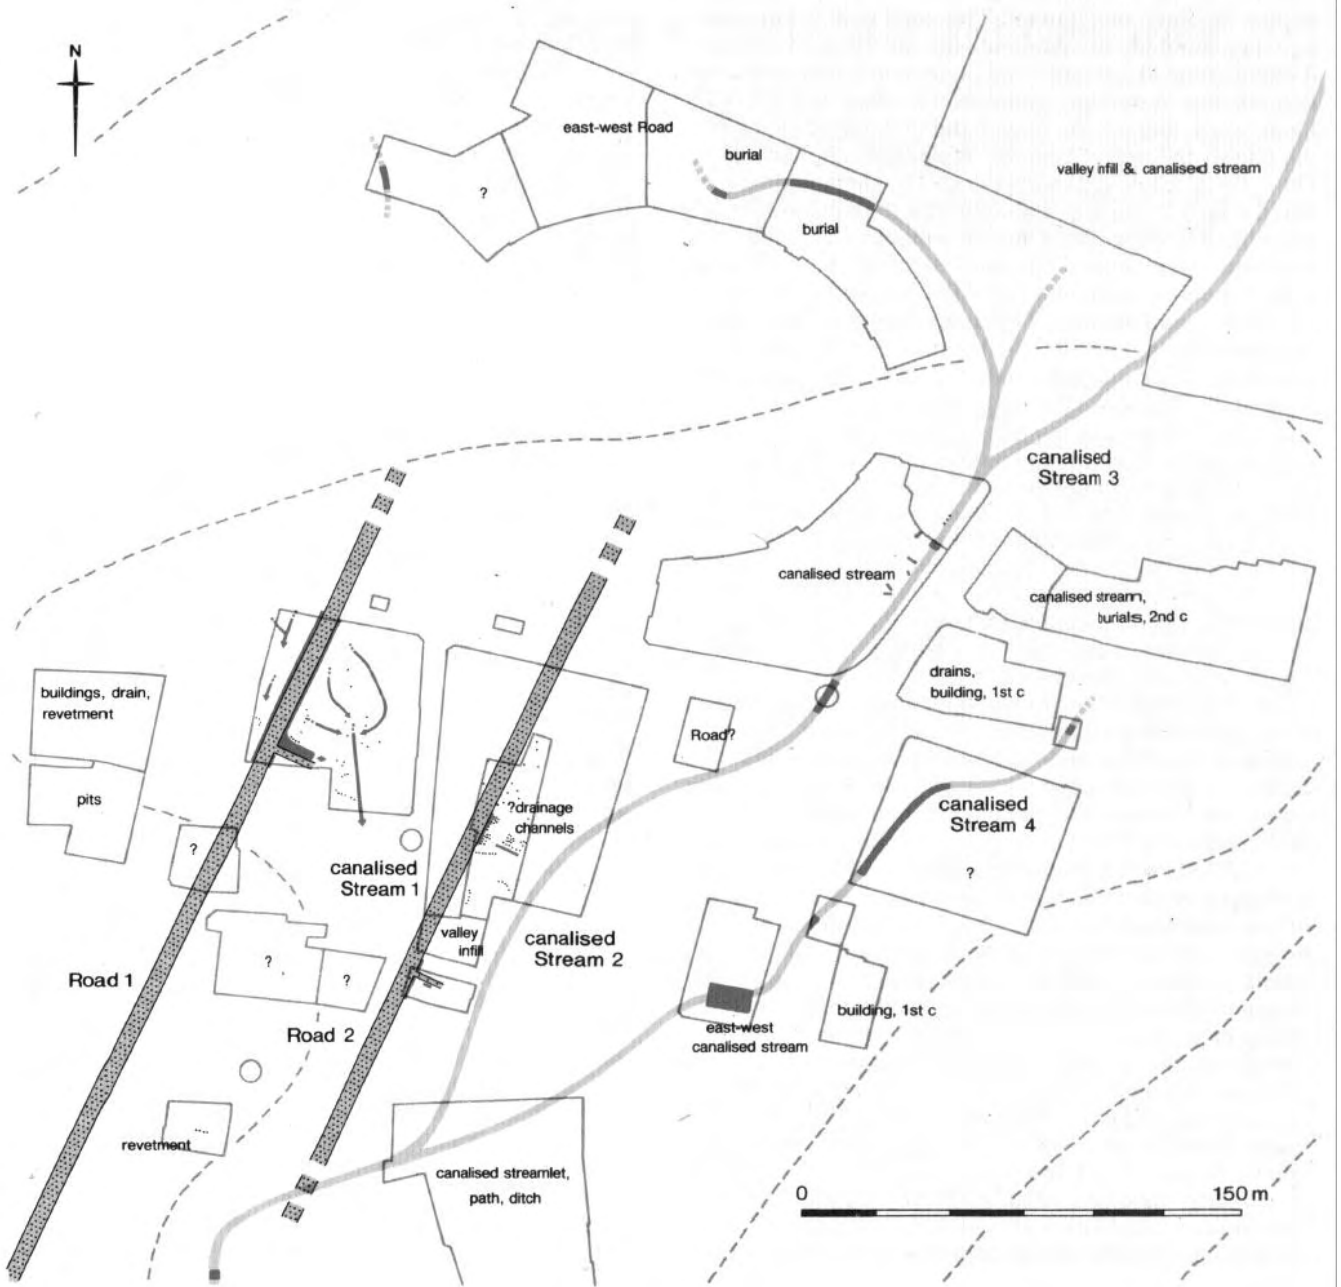 N
east-west Road
burial
valley infill & canalised stream
?
burial
canalised
Stream 3
canalised stream
canalised stream,
burials, 2nd c
drains,
building, 1st c
buildings, drain,
revetment
Road?
pits
?drainage
channels
canalised
Stream 4
?
canalised
Stream 1
?
valley
infill
canalised
Stream 2
?
?
Road 1
Road 2
building, 1st c
east-west
canalised stream
revetment
canalised streamlet,
path, ditch
0
150 m